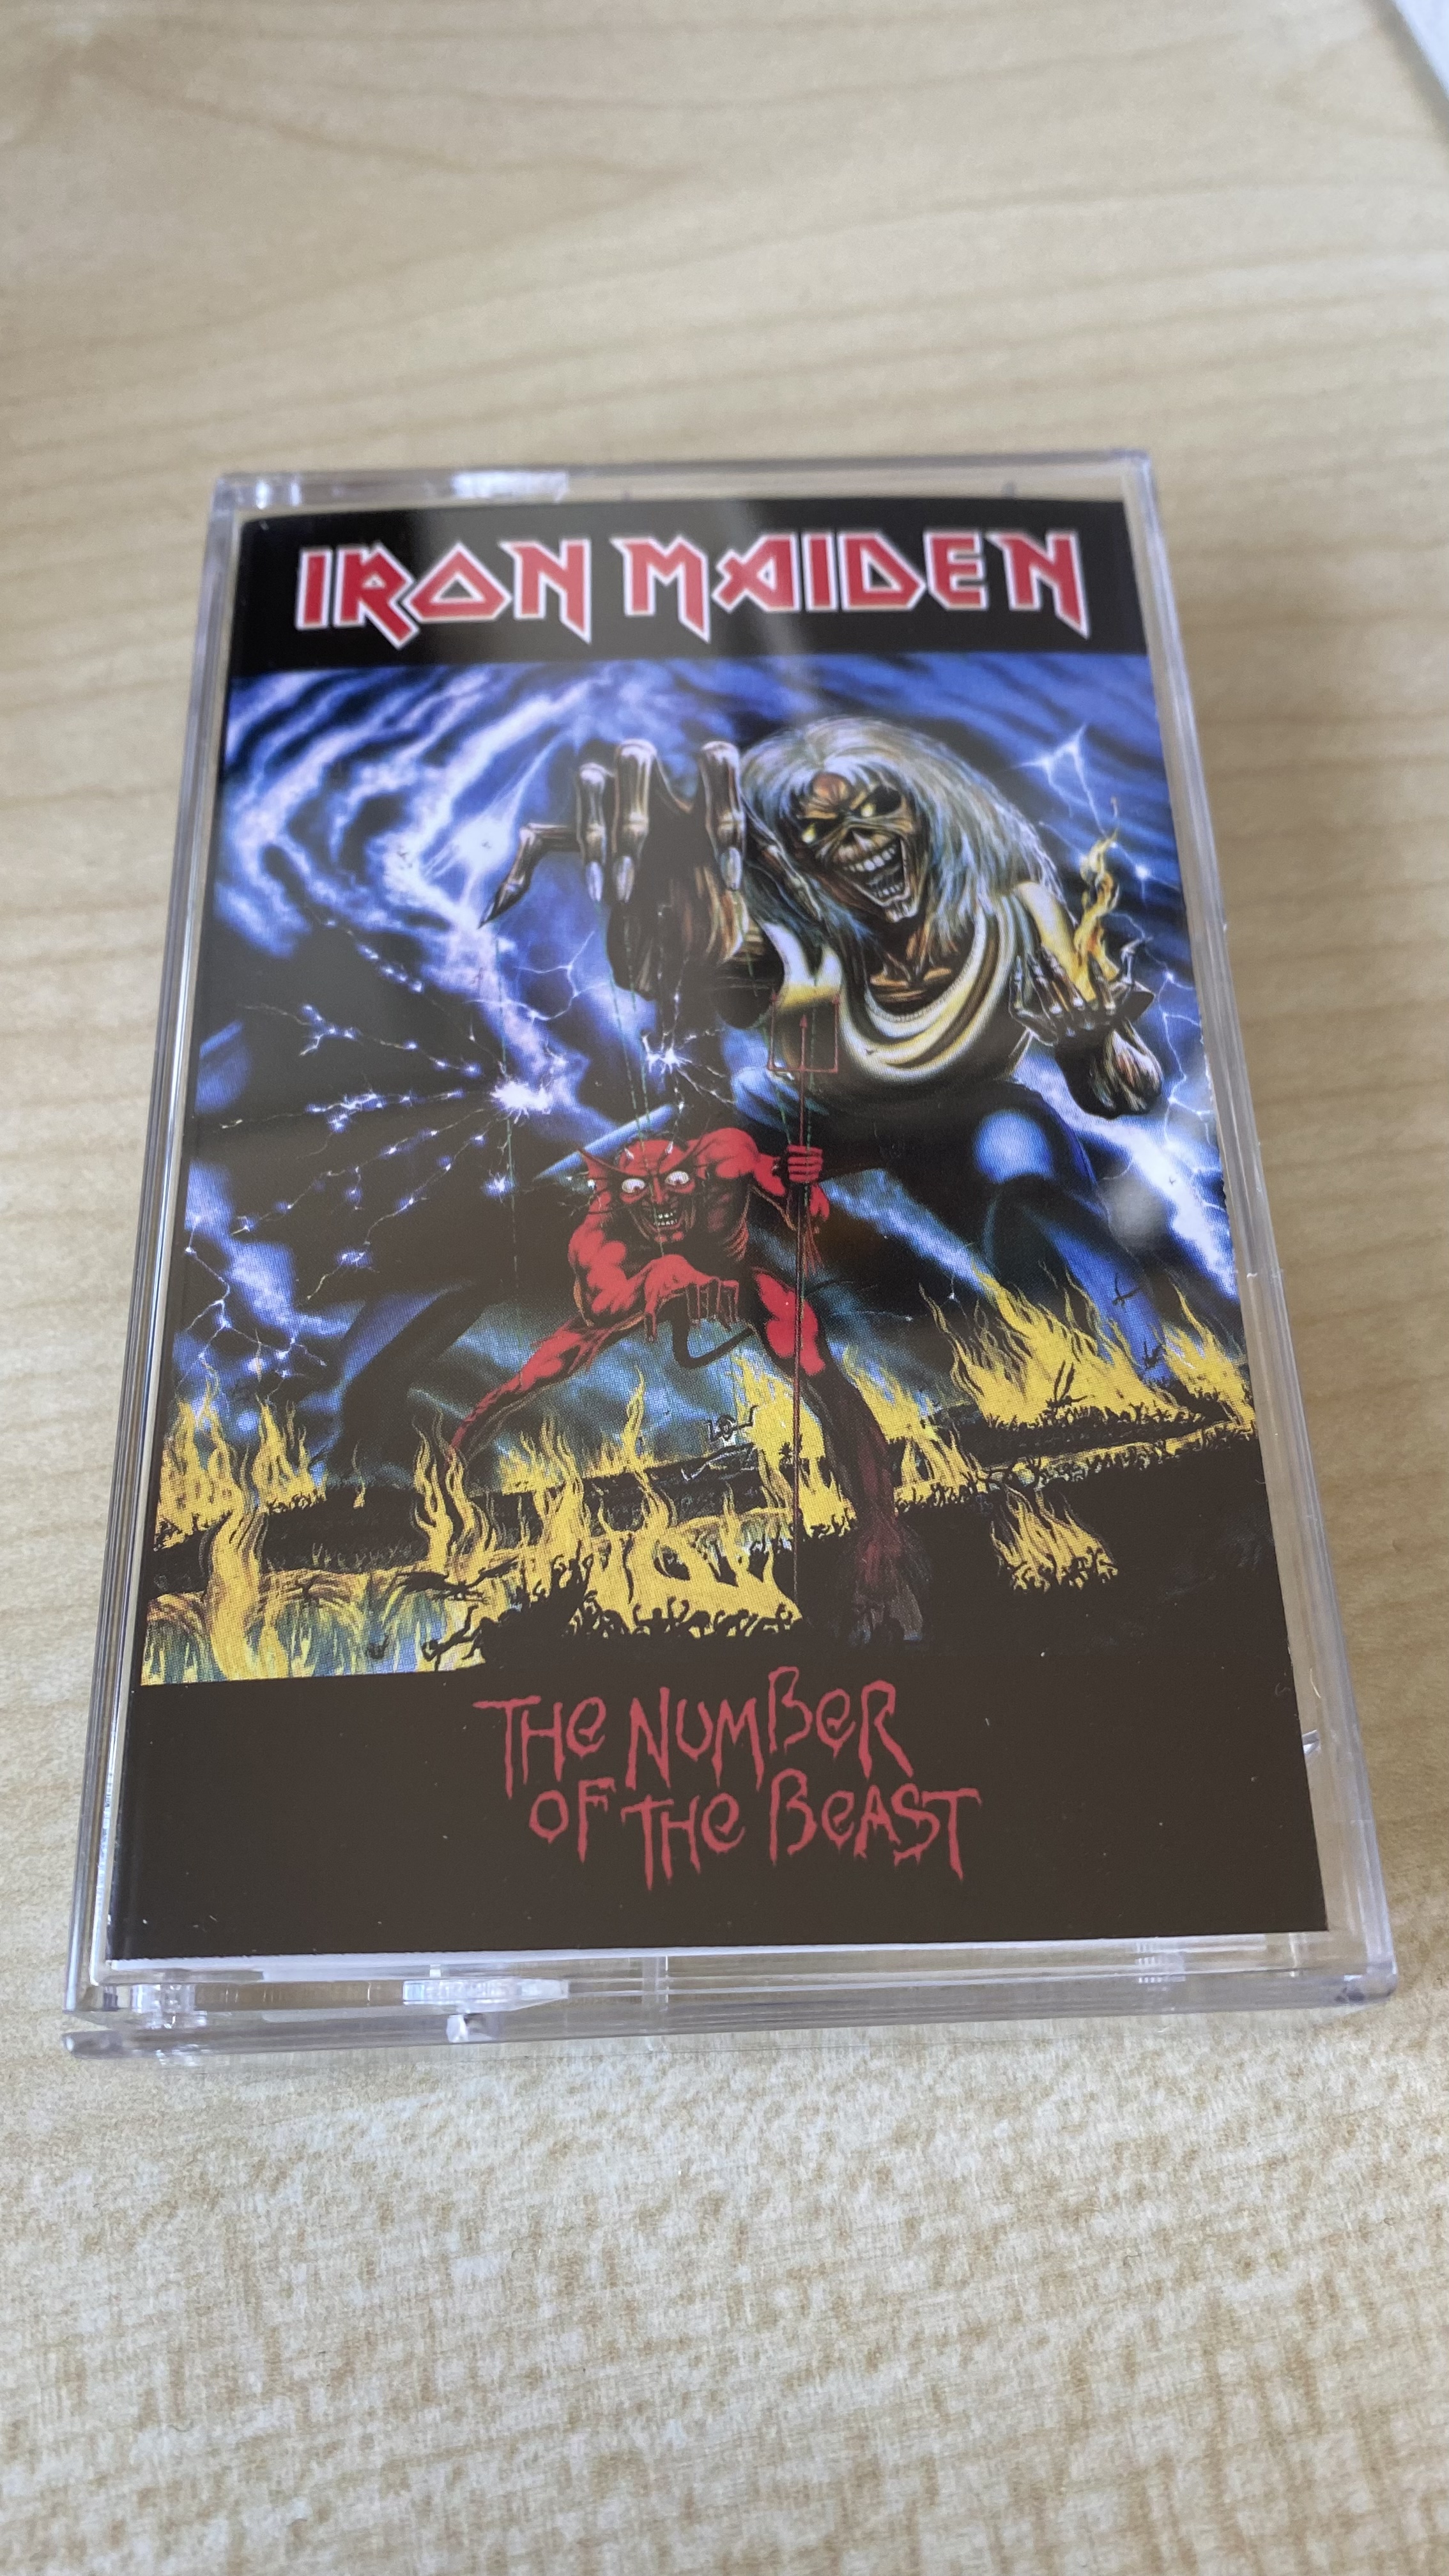 IRON MAIDEN
THE NUMBER
OF THE BEAST